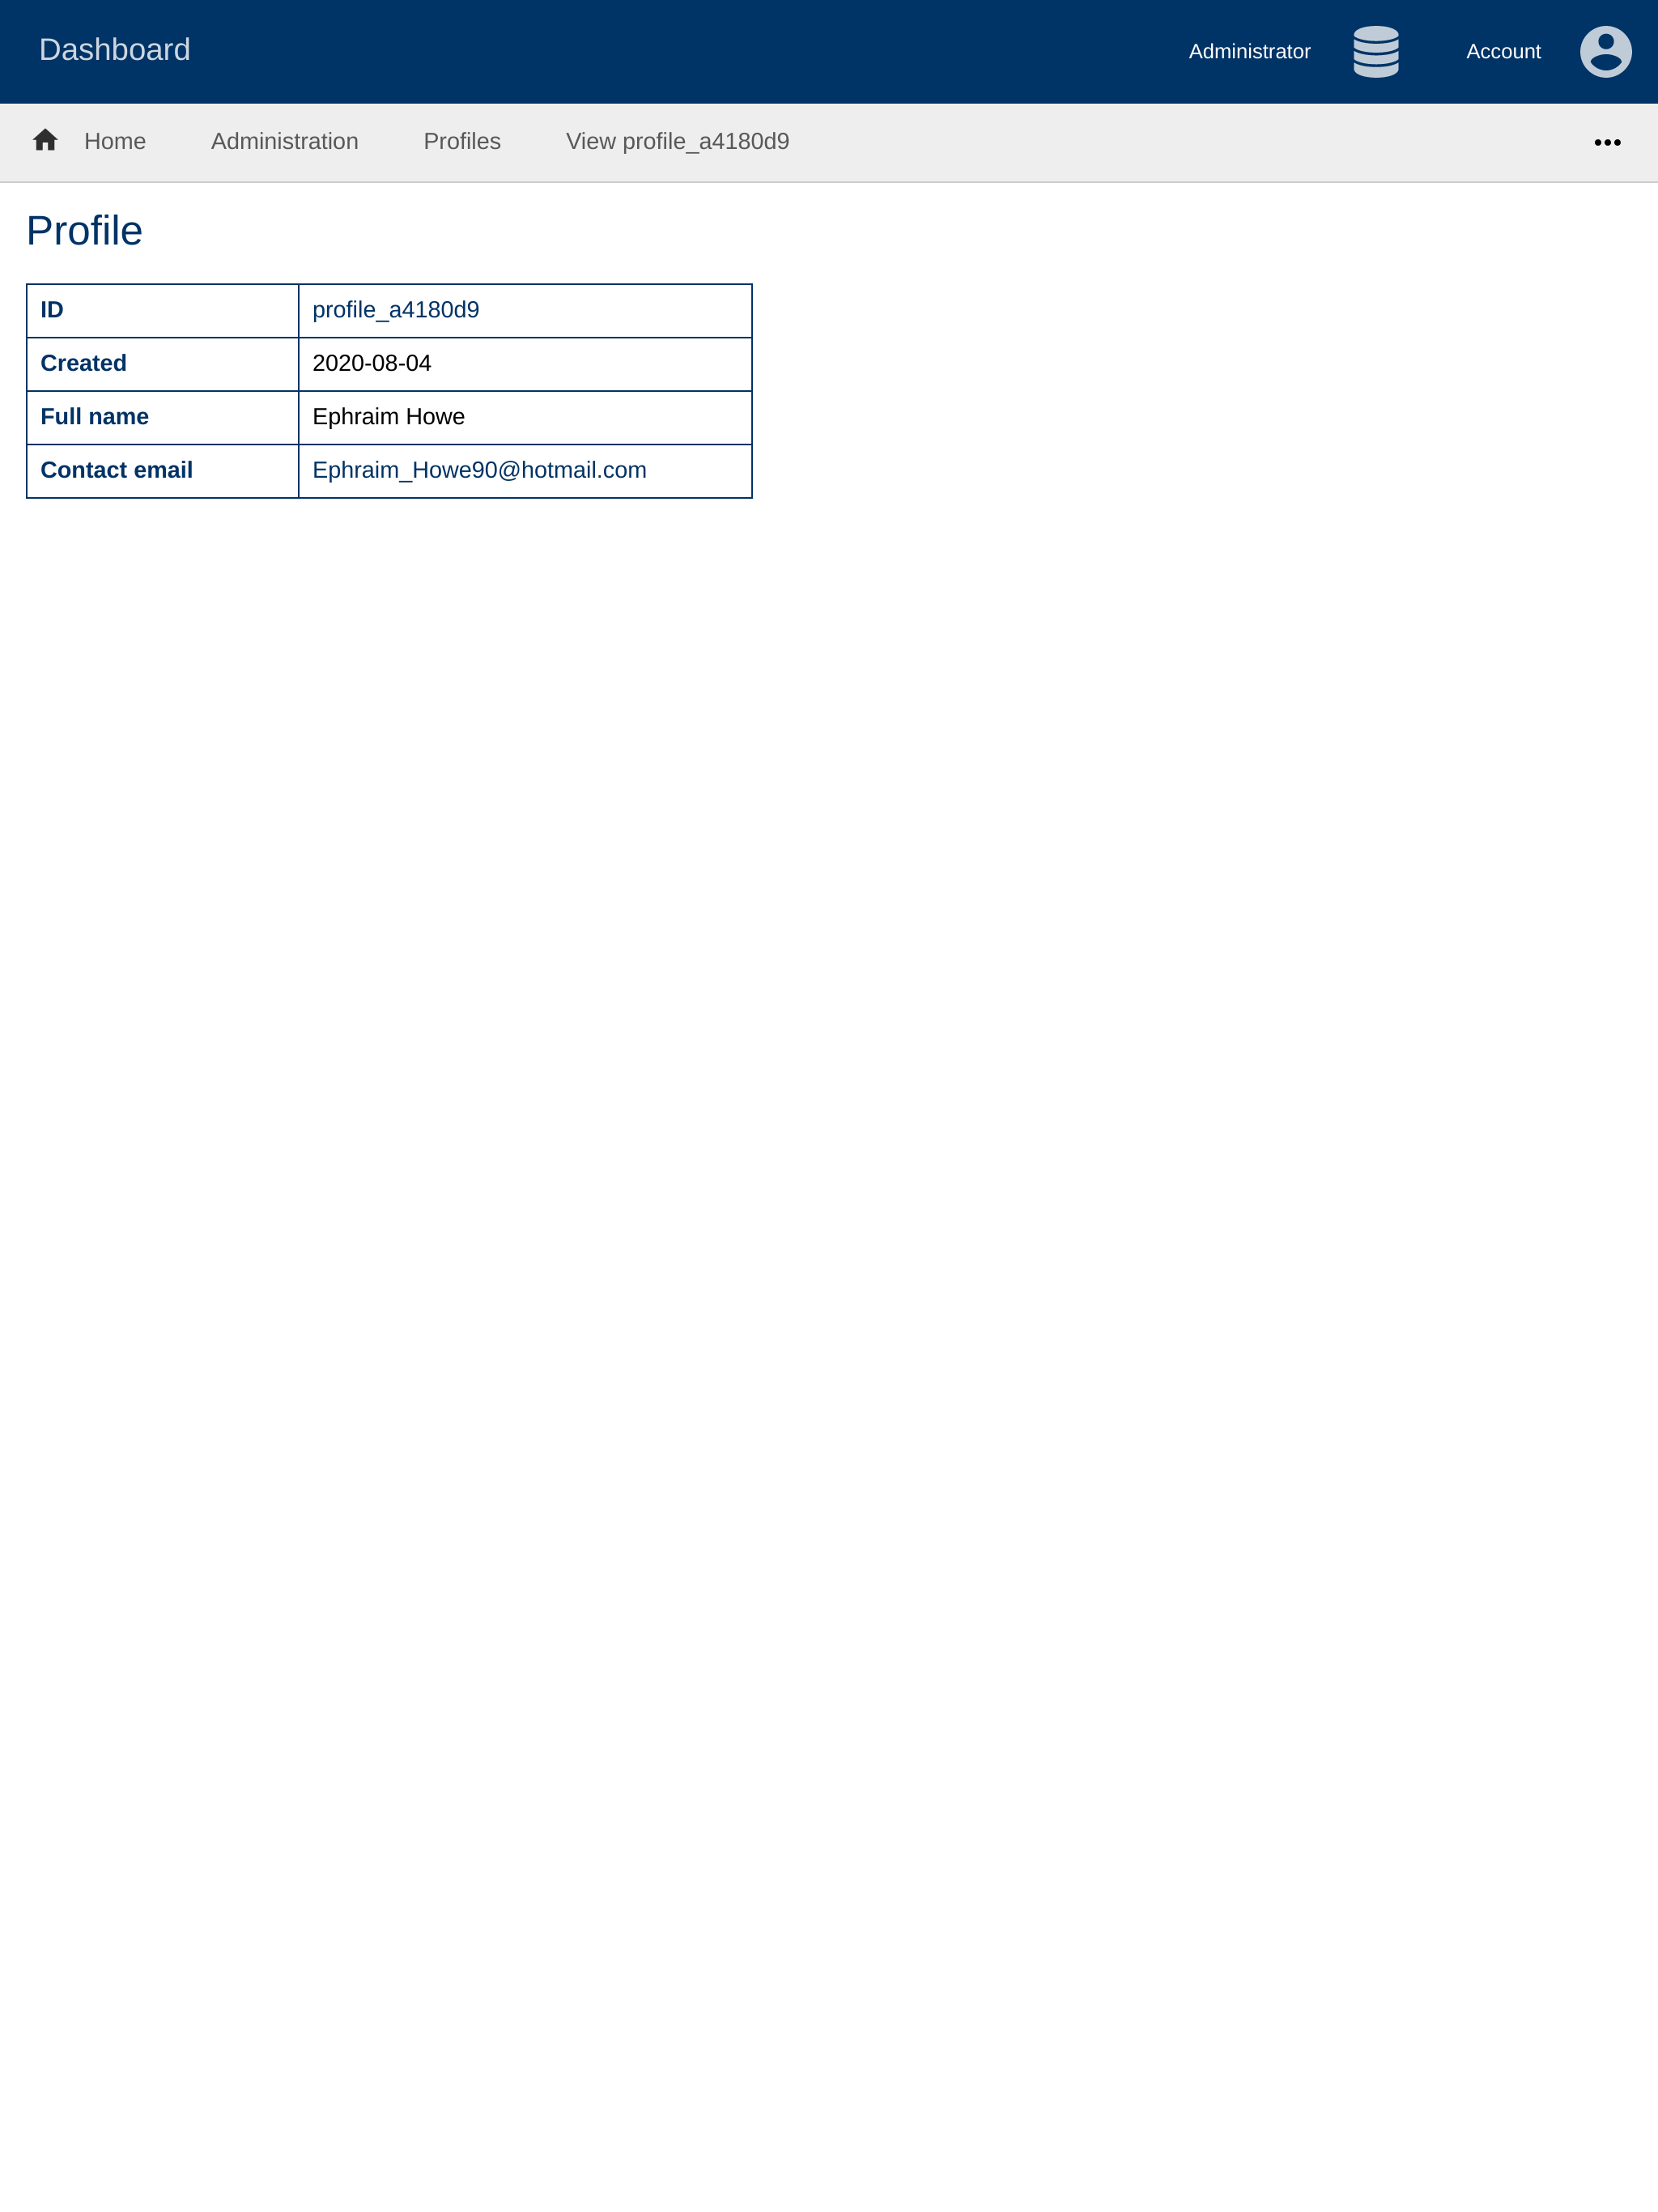 Dashboard Administrator Account
Home Administration Profiles View profile_a4180d9
Profile
ID profile_a4180d9
Created 2020-08-04
Full name Ephraim Howe
Contact email Ephraim_Howe90@hotmail.com